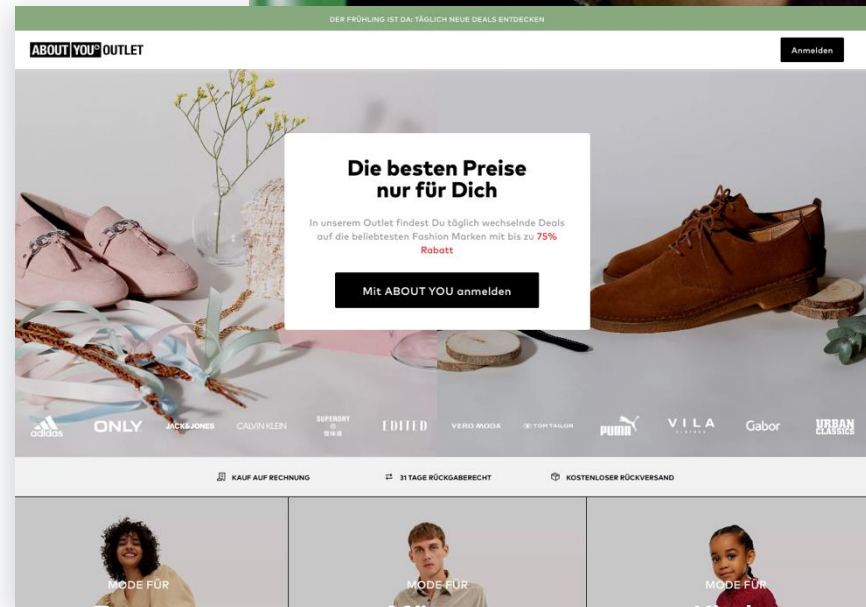 DER FRÜHLING IST DA: TÄGLICH NEUE DEALS ENTDECKEN
ABOUT YOU° OUTLET
Anmelden
Die besten Preise
nur für Dich
In unserem Outlet findest Du täglich wechselnde Deals
auf die beliebtesten Fashion Marken mit bis zu 75%
Rabatt
Mit ABOUT YOU anmelden
adidas ONLY JACK&JONES CALVIN KLEIN SUPERDRY EDITED VERO MODA TOM TAILOR PUMA VILA Gabor URBAN CLASSICS
KAUF AUF RECHNUNG 31 TAGE RÜCKGABERECHT KOSTENLOSER RÜCKVERSAND
MODE FÜR MODE FÜR MODE FÜR